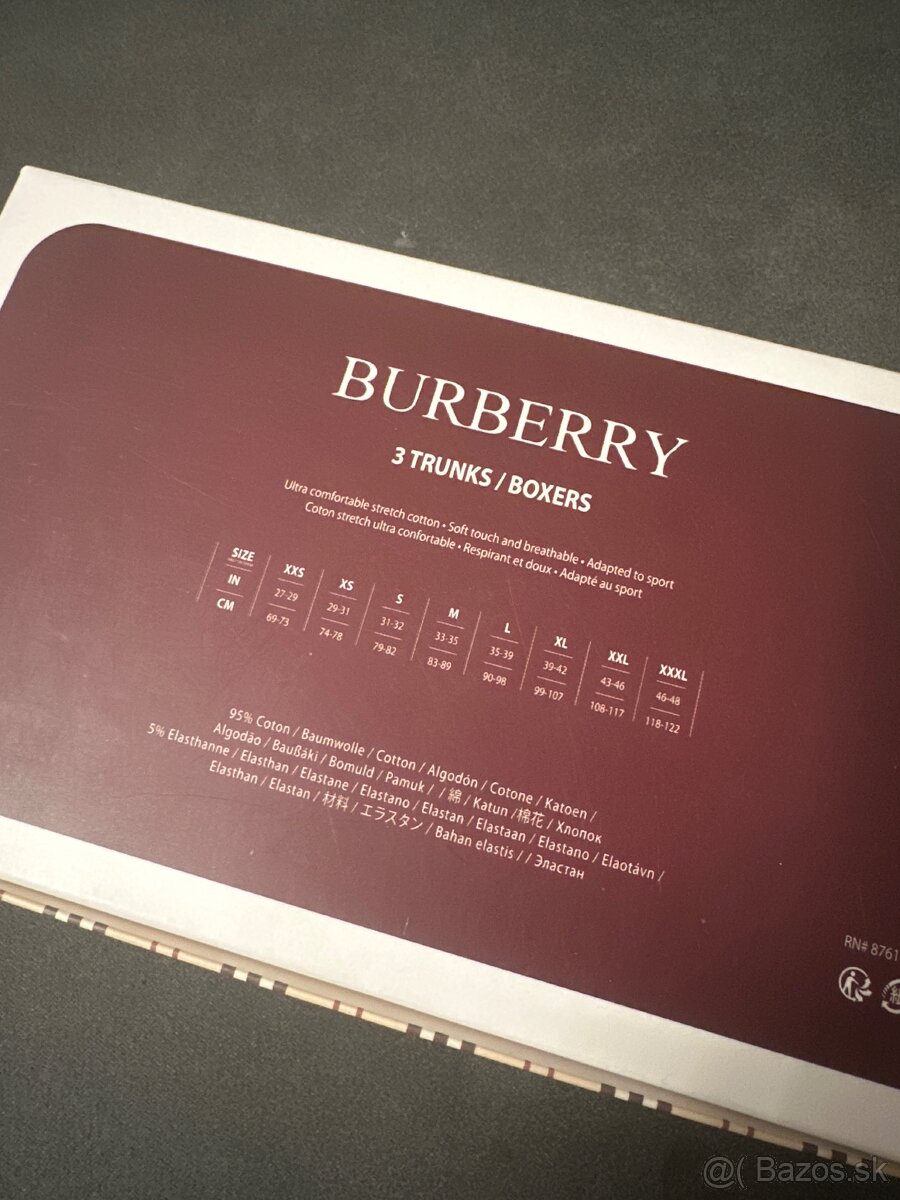 BURBERRY
3 TRUNKS / BOXERS
Ultra comfortable stretch cotton • Soft touch and breathable • Adapted to sport
Coton stretch ultra confortable • Respirant et doux • Adapté au sport
SIZE XXS XS S M L XL XXL XXXL
IN 27-29 29-31 31-32 33-35 35-39 39-42 43-46 46-48
CM 69-73 74-78 79-82 83-89 90-98 99-107 108-117 118-122
95% Coton / Baumwolle / Cotton / Algodón / Cotone / Katoen /
Algodão / Baußáki / Bomuld / Pamuk / / 綿 / Katun /棉花 / Хлопок
5% Elasthanne / Elasthan / Elastane / Elastano / Elastan / Elastaan / Elastano / Elaotávn /
Elasthan / Elastan / 材料 / エラスタン / Bahan elastis / / Эластан
RN# 8761
@( Bazos.sk